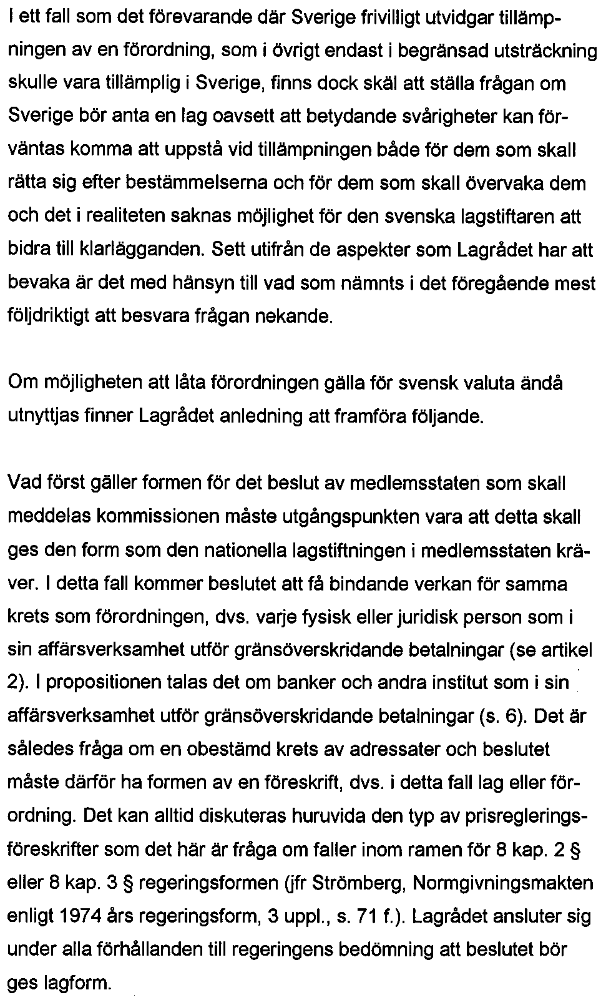 I ett fall som det förevarande där Sverige frivilligt utvidgar tillämp-
ningen av en förordning, som i övrigt endast i begränsad utsträckning
skulle vara tillämplig i Sverige, finns dock skäl att ställa frågan om
Sverige bör anta en lag oavsett att betydande svårigheter kan för-
väntas komma att uppstå vid tillämpningen både för dem som skall
rätta sig efter bestämmelserna och för dem som skall övervaka dem
och det i realiteten saknas möjlighet för den svenska lagstiftaren att
bidra till klarlägganden. Sett utifrån de aspekter som Lagrådet har att
bevaka är det med hänsyn till vad som nämnts i det föregående mest
följdriktigt att besvara frågan nekande.

Om möjligheten att låta förordningen gälla för svensk valuta ändå
utnyttjas finner Lagrådet anledning att framföra följande.

Vad först gäller formen för det beslut av medlemsstaten som skall
meddelas kommissionen måste utgångspunkten vara att detta skall
ges den form som den nationella lagstiftningen i medlemsstaten krä-
ver. I detta fall kommer beslutet att få bindande verkan för samma
krets som förordningen, dvs. varje fysisk eller juridisk person som i
sin affärsverksamhet utför gränsöverskridande betalningar (se artikel
2). I propositionen talas det om banker och andra institut som i sin
affärsverksamhet utför gränsöverskridande betalningar (s. 6). Det är
således fråga om en obestämd krets av adressater och beslutet
måste därför ha formen av en föreskrift, dvs. i detta fall lag eller för-
ordning. Det kan alltid diskuteras huruvida den typ av prisreglerings-
föreskrifter som det här är fråga om faller inom ramen för 8 kap. 2 §
eller 8 kap. 3 § regeringsformen (jfr Strömberg, Normgivningsmakten
enligt 1974 års regeringsform, 3 uppl., s. 71 f.). Lagrådet ansluter sig
under alla förhållanden till regeringens bedömning att beslutet bör
ges lagform.